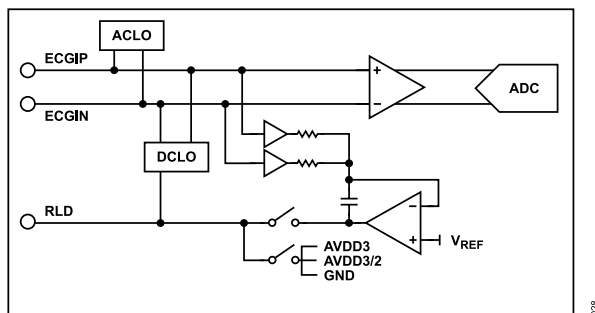 ACLO
ECGIP
ECGIN
+
−
ADC
DCLO
RLD
−
+
VREF
AVDD3
AVDD3/2
GND